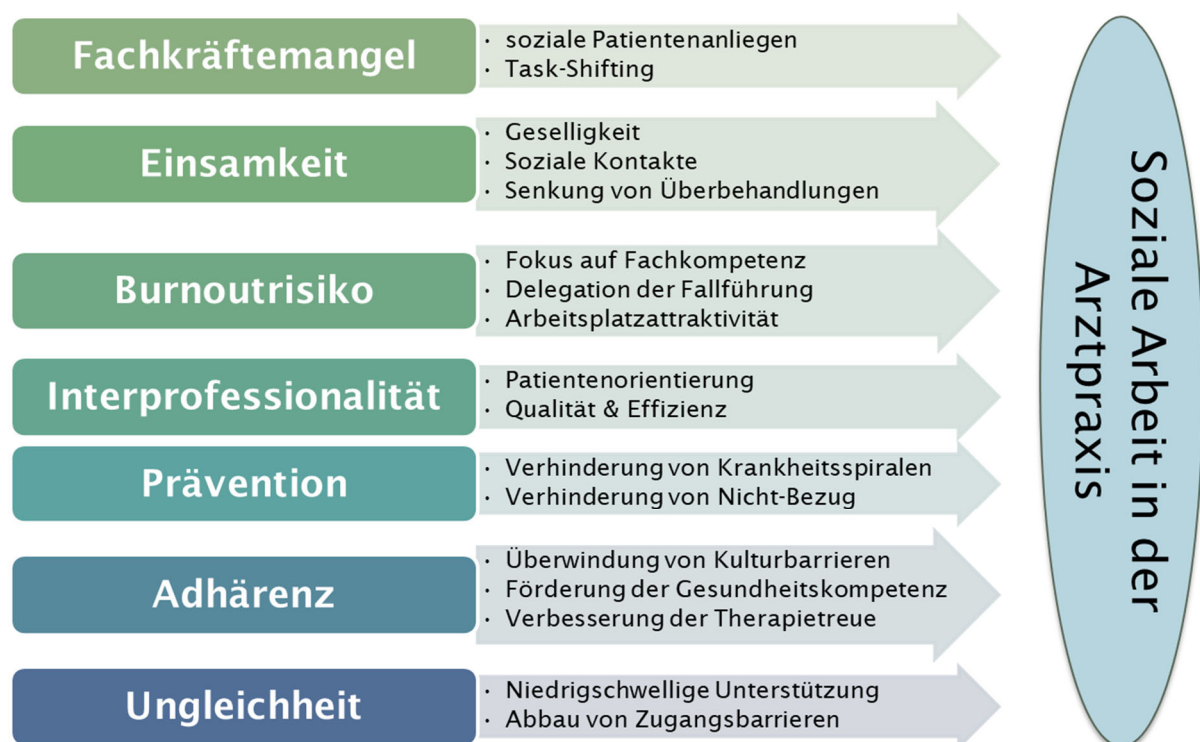 Fachkräftemangel
· soziale Patientenanliegen
· Task-Shifting
Einsamkeit
· Geselligkeit
· Soziale Kontakte
· Senkung von Überbehandlungen
Burnoutrisiko
· Fokus auf Fachkompetenz
· Delegation der Fallführung
· Arbeitsplatzattraktivität
Interprofessionalität
· Patientenorientierung
· Qualität & Effizienz
Prävention
· Verhinderung von Krankheitsspiralen
· Verhinderung von Nicht-Bezug
Adhärenz
· Überwindung von Kulturbarrieren
· Förderung der Gesundheitskompetenz
· Verbesserung der Therapietreue
Ungleichheit
· Niedrigschwellige Unterstützung
· Abbau von Zugangsbarrieren
Soziale Arbeit in der
Arztpraxis